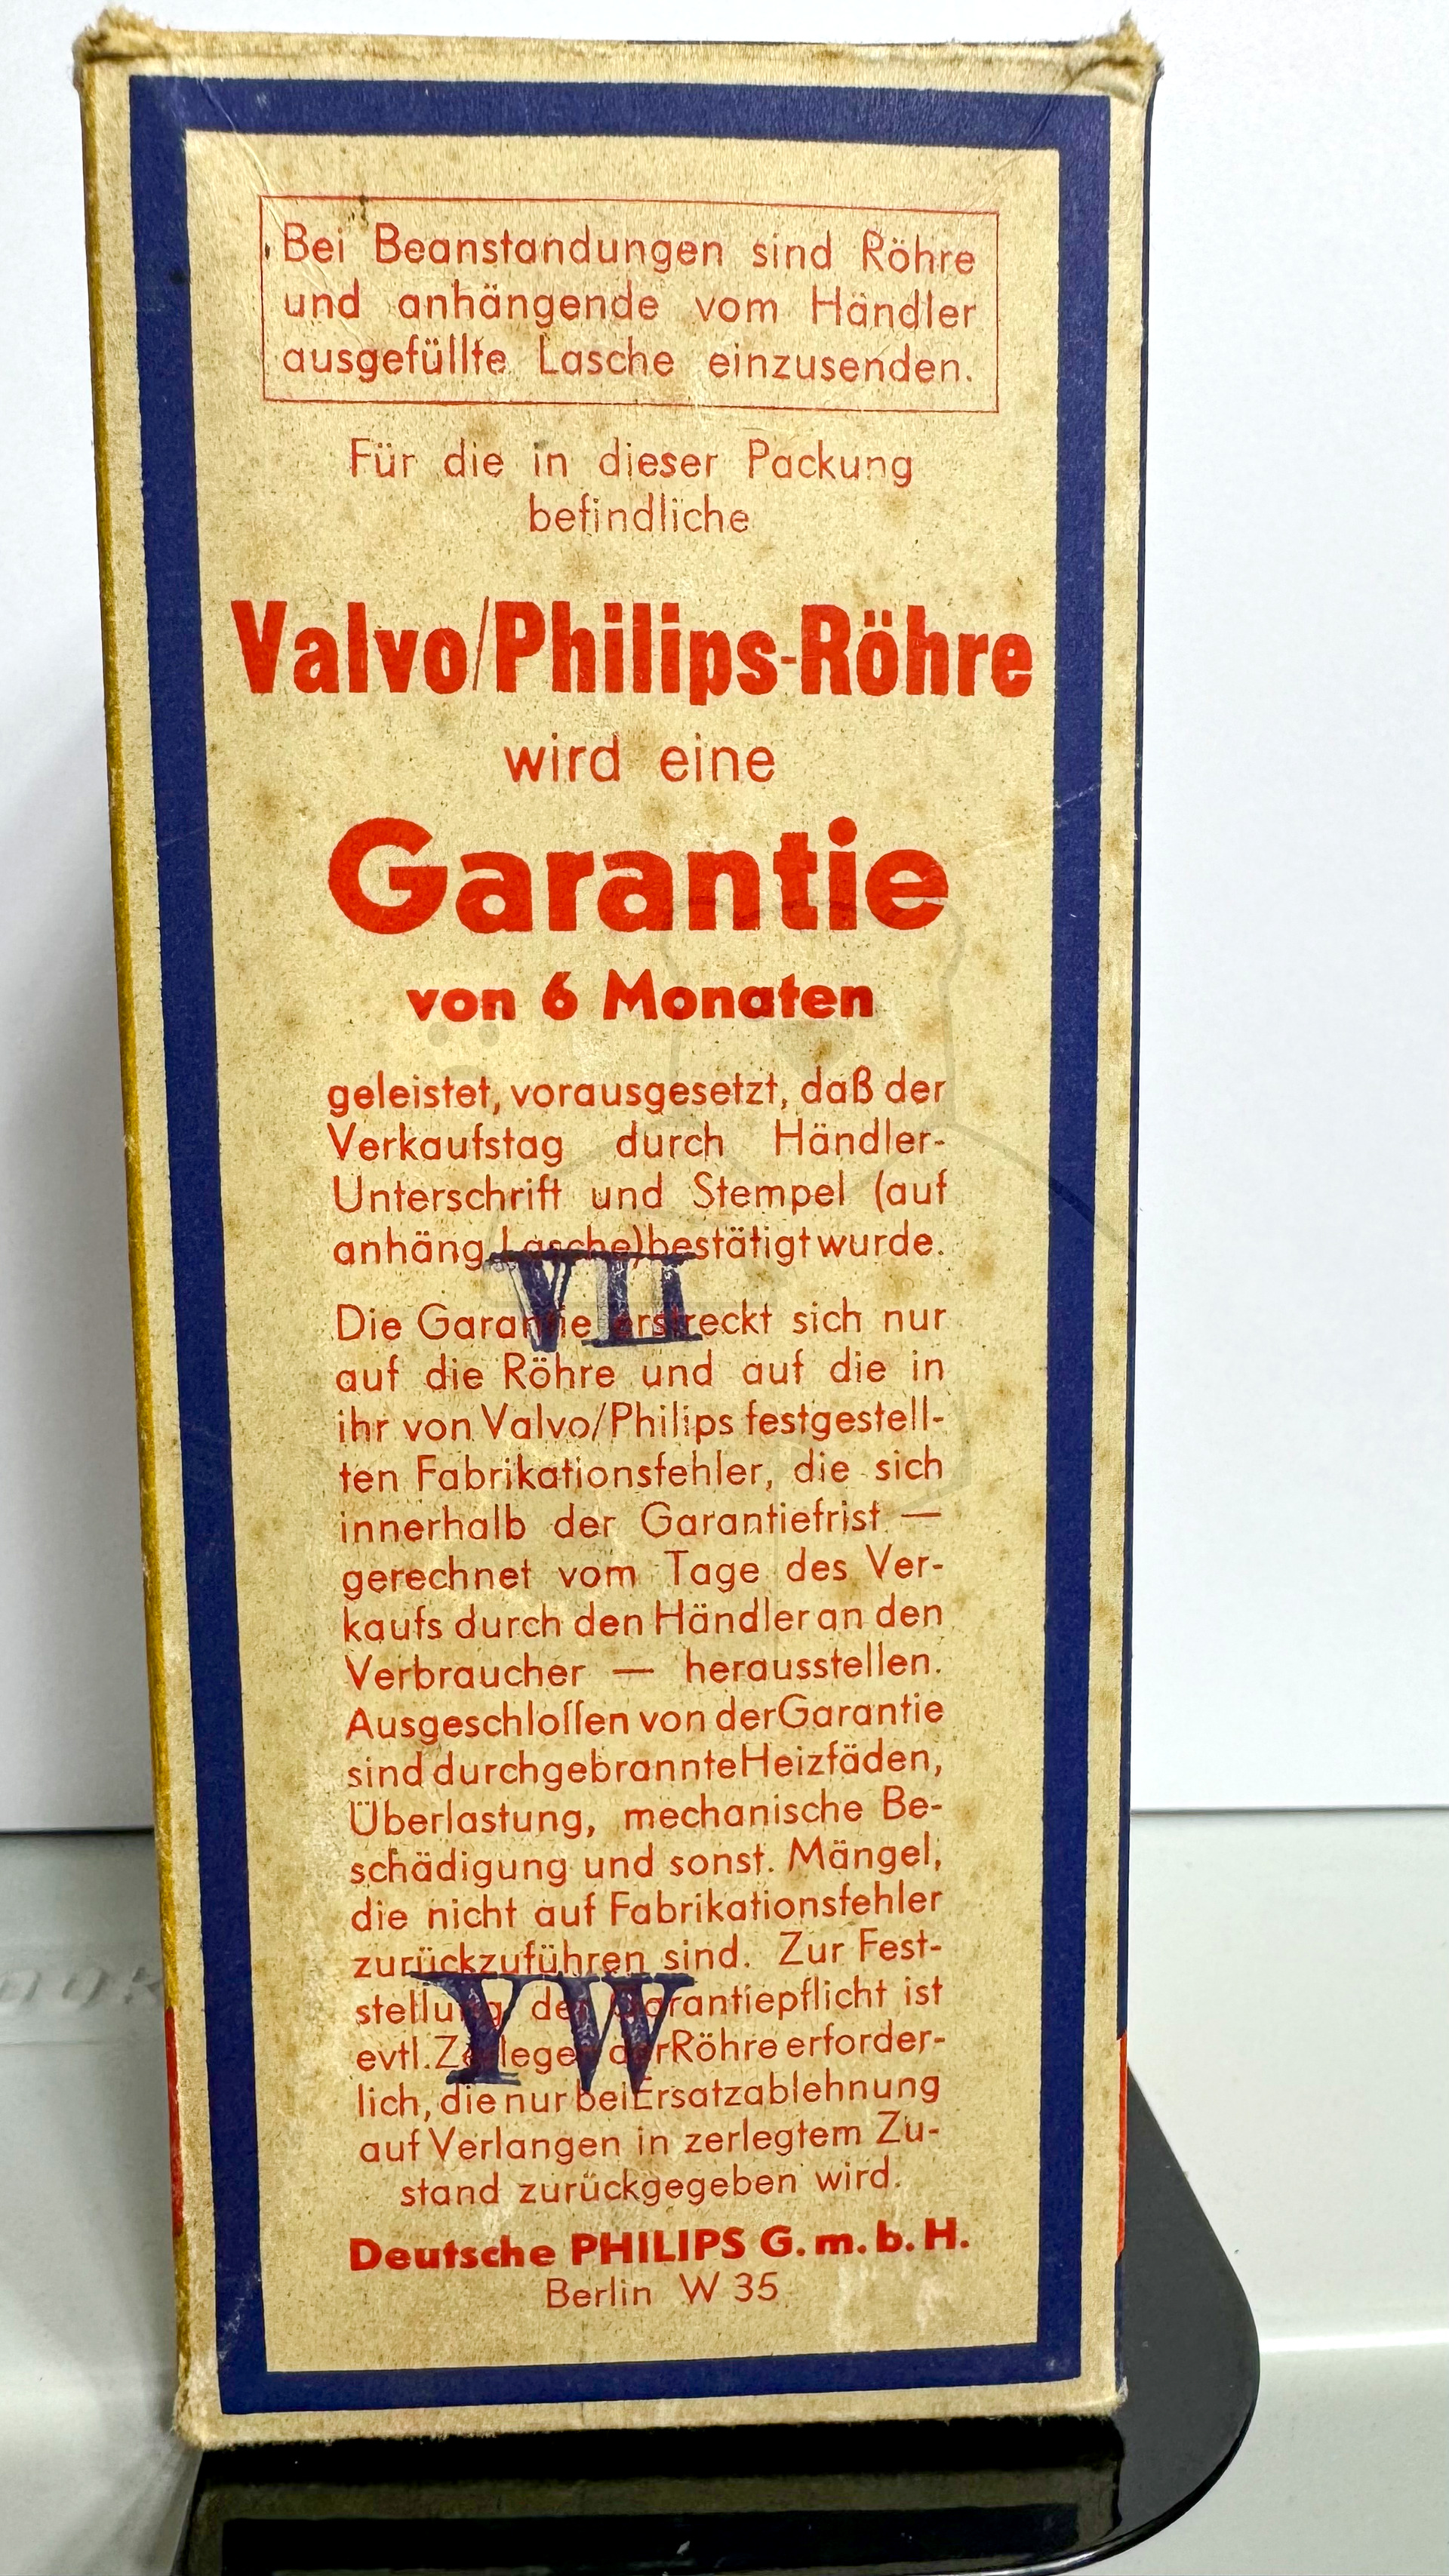 Bei Beanstandungen sind Röhre
und anhängende vom Händler
ausgefüllte Lasche einzusenden.
Für die in dieser Packung
befindliche
Valvo/Philips-Röhre
wird eine
Garantie
von 6 Monaten
geleistet, vorausgesetzt, daß der
Verkaufstag durch Händler-
Unterschrift und Stempel (auf
anhäng. Lasche) bestätigt wurde.
VII
Die Garantie erstreckt sich nur
auf die Röhre und auf die in
ihr von Valvo/Philips festgestell-
ten Fabrikationsfehler, die sich
innerhalb der Garantiefrist —
gerechnet vom Tage des Ver-
kaufs durch den Händler an den
Verbraucher — herausstellen.
Ausgeschloſſen von der Garantie
sind durchgebrannte Heizfäden,
Überlastung, mechanische Be-
schädigung und sonst. Mängel,
die nicht auf Fabrikationsfehler
zurückzuführen sind. Zur Fest-
stellung der Garantiepflicht ist
YW
evtl. Zerlegen der Röhre erforder-
lich, die nur bei Ersatzablehnung
auf Verlangen in zerlegtem Zu-
stand zurückgegeben wird.
Deutsche PHILIPS G.m.b.H.
Berlin W 35